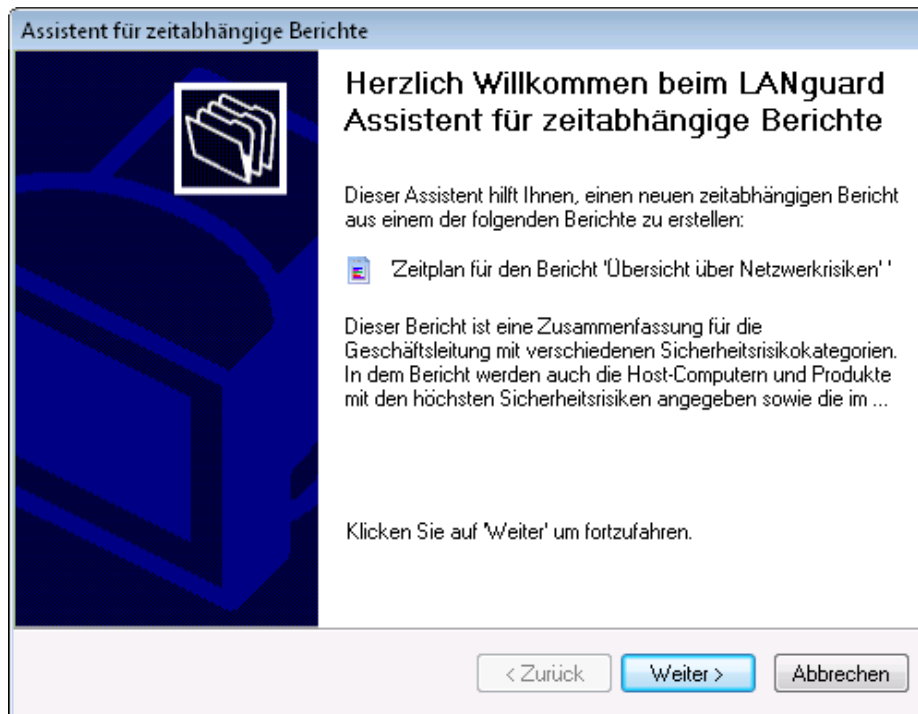 Assistent für zeitabhängige Berichte
Herzlich Willkommen beim LANguard
Assistent für zeitabhängige Berichte
Dieser Assistent hilft Ihnen, einen neuen zeitabhängigen Bericht
aus einem der folgenden Berichte zu erstellen:
'Zeitplan für den Bericht 'Übersicht über Netzwerkrisiken' '
Dieser Bericht ist eine Zusammenfassung für die
Geschäftsleitung mit verschiedenen Sicherheitsrisikokategorien.
In dem Bericht werden auch die Host-Computern und Produkte
mit den höchsten Sicherheitsrisiken angegeben sowie die im ...
Klicken Sie auf 'Weiter' um fortzufahren.
< Zurück
Weiter >
Abbrechen